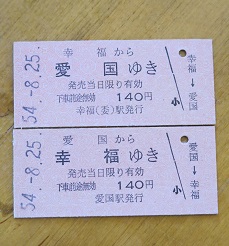 54.-8.25.
幸福から
愛国ゆき
発売当日限り有効
下車前途無効 140円
幸福(委)駅発行
小
幸福→愛国
54.-8.25.
愛国から
幸福ゆき
発売当日限り有効
下車前途無効 140円
愛国駅発行
小
愛国→幸福